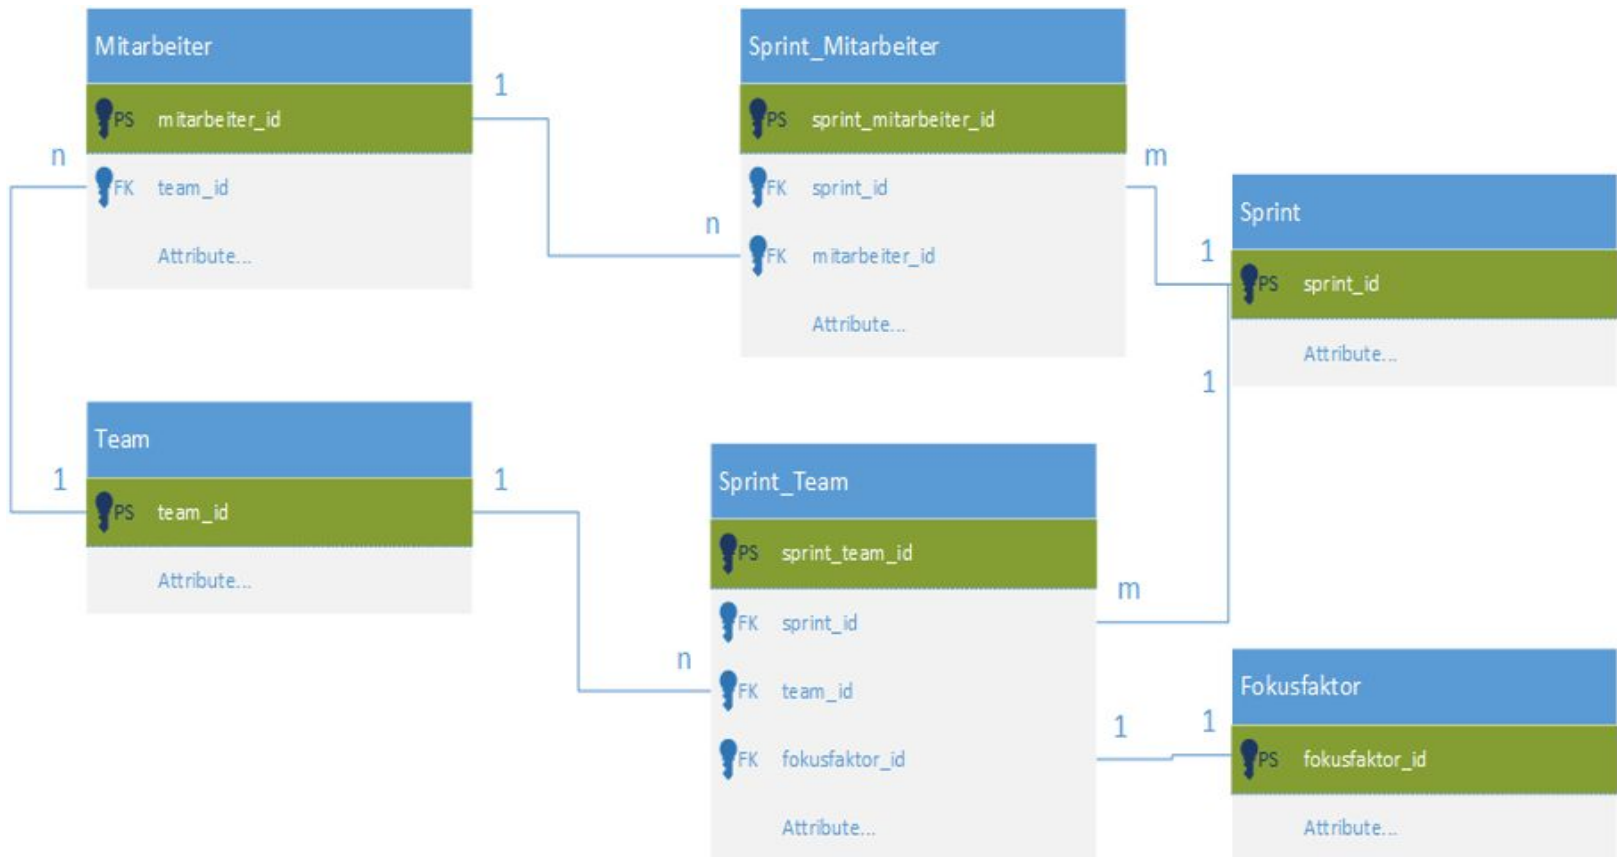 Mitarbeiter
PS mitarbeiter_id
FK team_id
Attribute...
1
n
n
1
Sprint_Mitarbeiter
PS sprint_mitarbeiter_id
FK sprint_id
FK mitarbeiter_id
Attribute...
m
1
1
Sprint
PS sprint_id
Attribute...
Team
PS team_id
Attribute...
1
n
Sprint_Team
PS sprint_team_id
FK sprint_id
FK team_id
FK fokusfaktor_id
Attribute...
m
1
1
Fokusfaktor
PS fokusfaktor_id
Attribute...